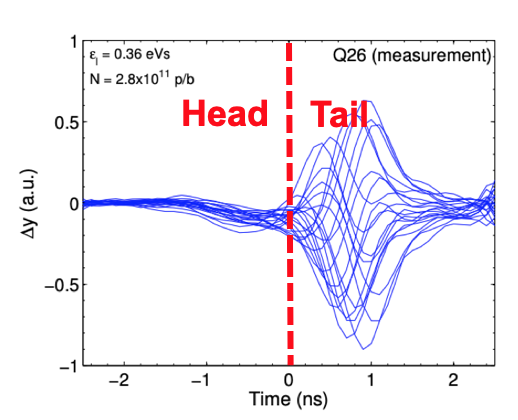 1
εl = 0.36 eVs
Q26 (measurement)
N = 2.8x10¹¹ p/b
Head
Tail
0.5
Δy (a.u.)
0
−0.5
−1
−2
−1
0
1
2
Time (ns)